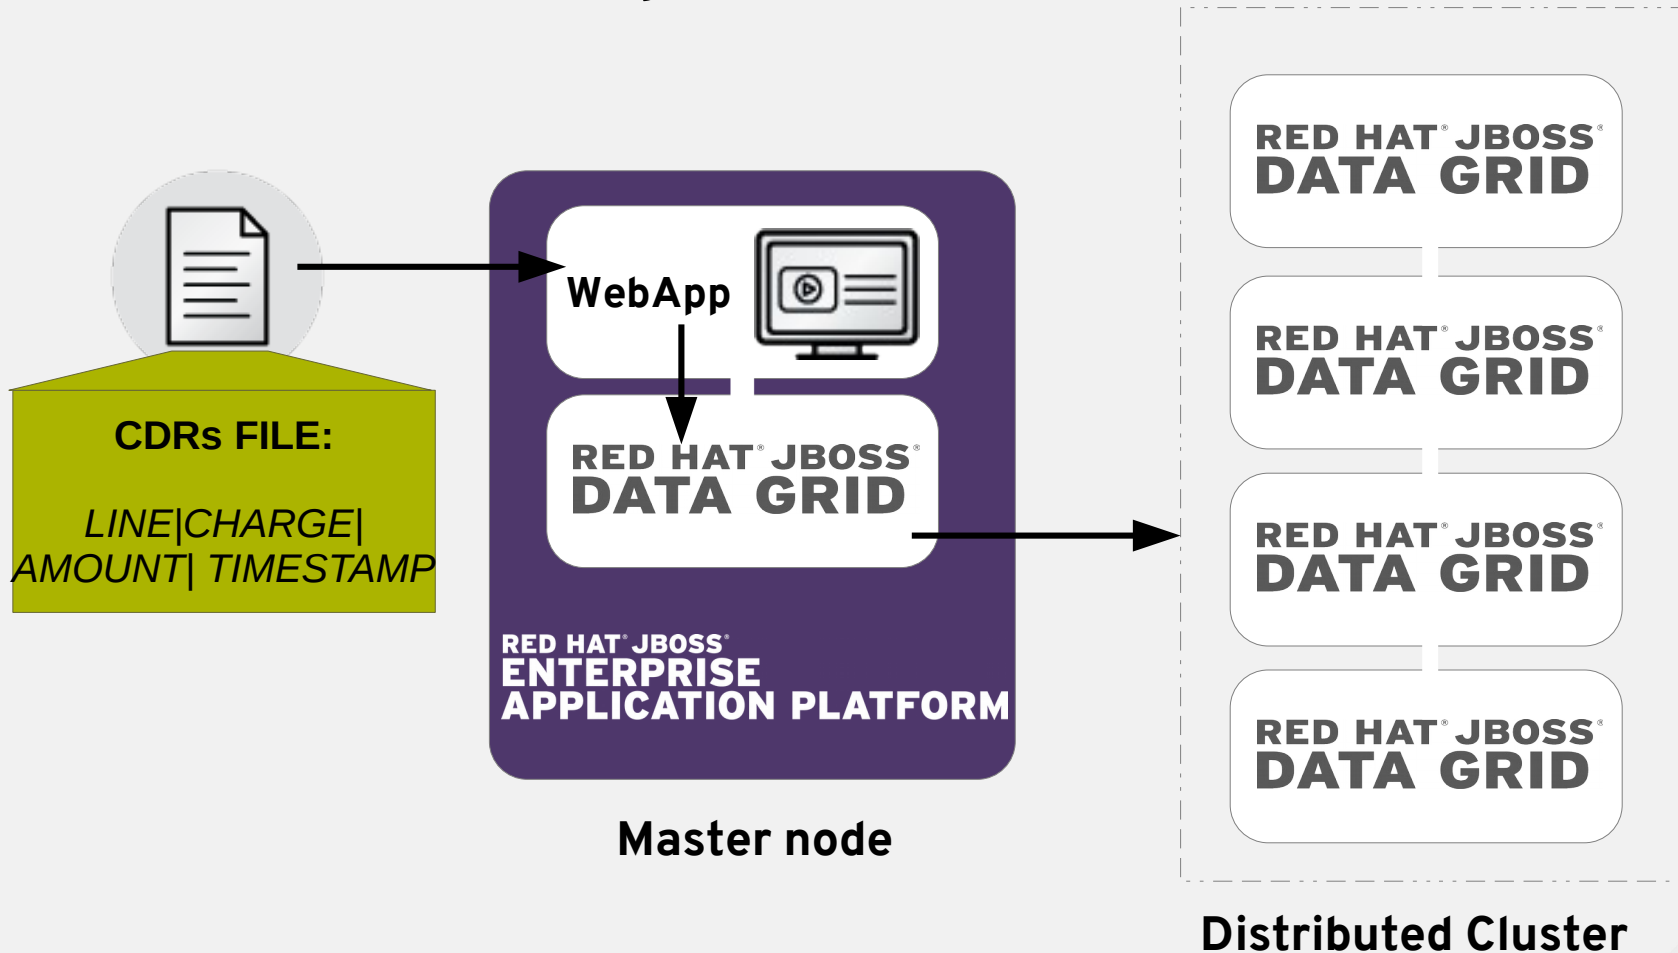 CDRs FILE:
LINE|CHARGE|
AMOUNT| TIMESTAMP
WebApp
RED HAT® JBOSS®
DATA GRID
RED HAT® JBOSS®
ENTERPRISE
APPLICATION PLATFORM
Master node
RED HAT® JBOSS®
DATA GRID
RED HAT® JBOSS®
DATA GRID
RED HAT® JBOSS®
DATA GRID
RED HAT® JBOSS®
DATA GRID
Distributed Cluster